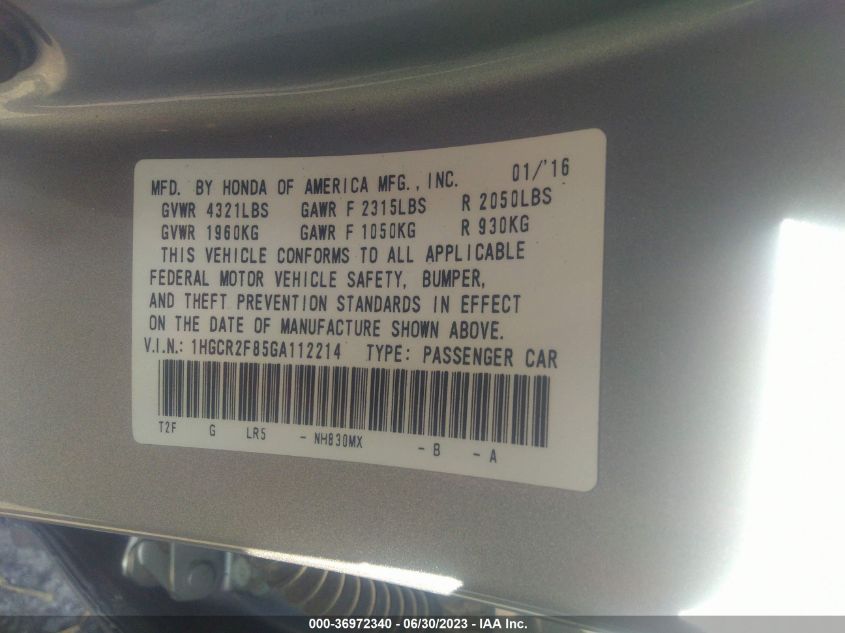 MFD. BY HONDA OF AMERICA MFG., INC. 01/'16
GVWR 4321LBS GAWR F 2315LBS R 2050LBS
GVWR 1960KG GAWR F 1050KG R 930KG
THIS VEHICLE CONFORMS TO ALL APPLICABLE
FEDERAL MOTOR VEHICLE SAFETY, BUMPER,
AND THEFT PREVENTION STANDARDS IN EFFECT
ON THE DATE OF MANUFACTURE SHOWN ABOVE.
V.I.N.: 1HGCR2F85GA112214 TYPE: PASSENGER CAR
T2F G LR5 - NH830MX - B - A
000-36972340 - 06/30/2023 - IAA Inc.